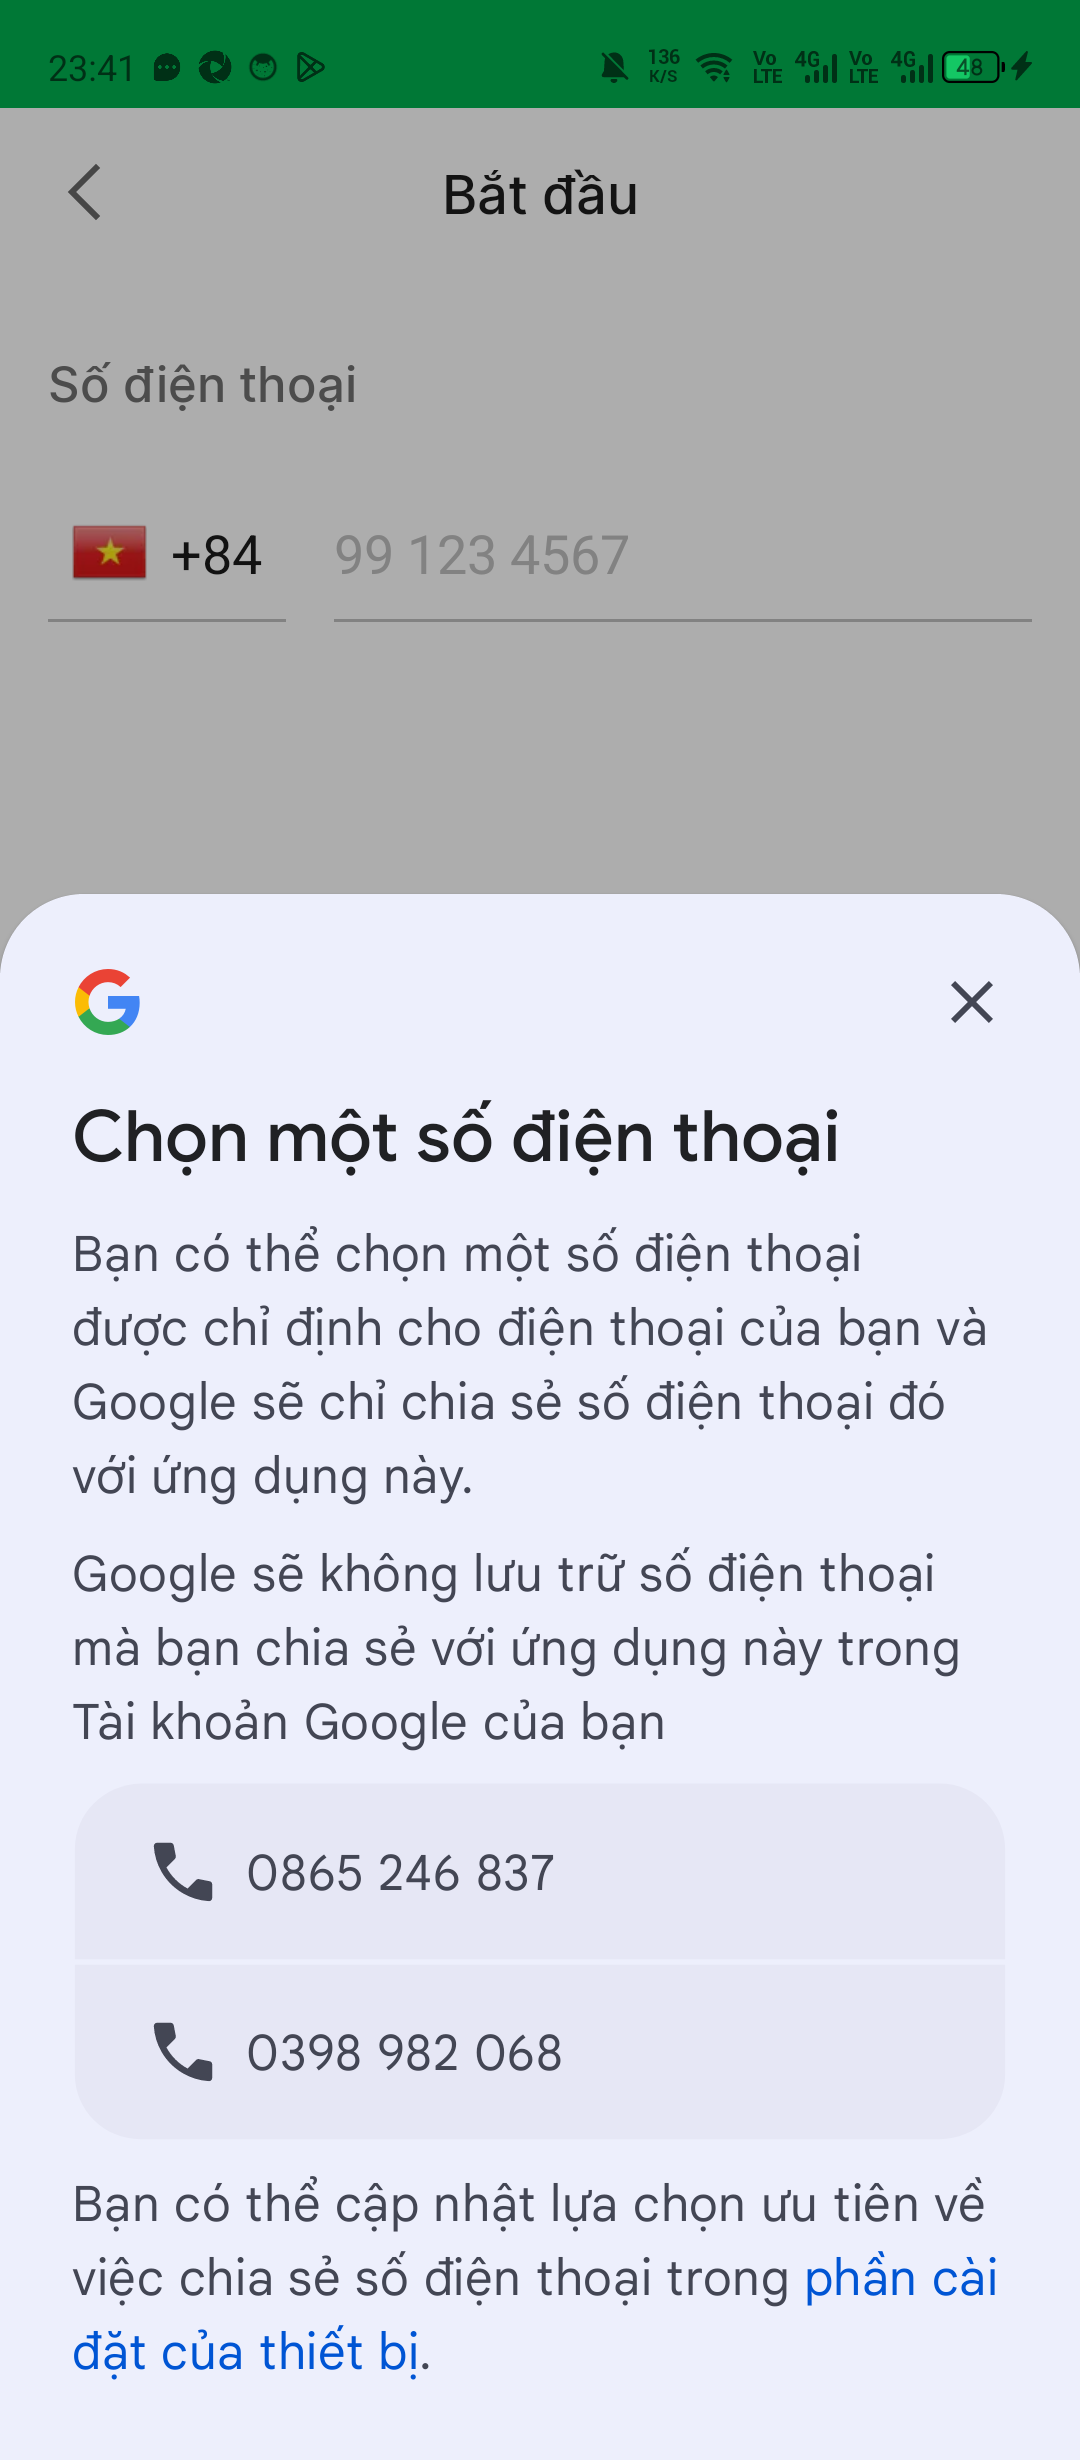 23:41
136 K/S
Vo LTE 4G Vo LTE 4G 48
Bắt đầu
Số điện thoại
+84 99 123 4567
Chọn một số điện thoại
Bạn có thể chọn một số điện thoại
được chỉ định cho điện thoại của bạn và
Google sẽ chỉ chia sẻ số điện thoại đó
với ứng dụng này.
Google sẽ không lưu trữ số điện thoại
mà bạn chia sẻ với ứng dụng này trong
Tài khoản Google của bạn
0865 246 837
0398 982 068
Bạn có thể cập nhật lựa chọn ưu tiên về
việc chia sẻ số điện thoại trong phần cài
đặt của thiết bị.